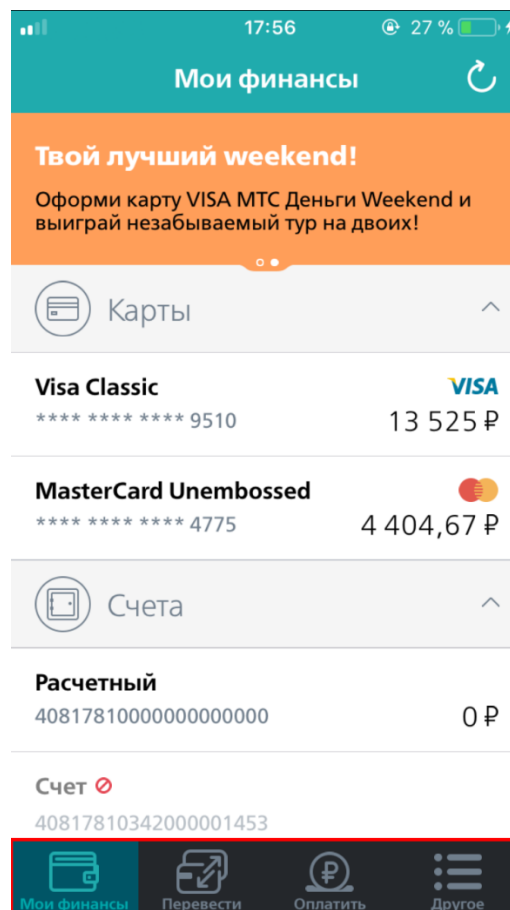 17:56
27 %
Мои финансы
Твой лучший weekend!
Оформи карту VISA МТС Деньги Weekend и
выиграй незабываемый тур на двоих!
Карты
Visa Classic
VISA
**** **** **** 9510
13 525 ₽
MasterCard Unembossed
**** **** **** 4775
4 404,67 ₽
Счета
Расчетный
40817810000000000000
0 ₽
Счет
40817810342000001453
Мои финансы
Перевести
Оплатить
Другое